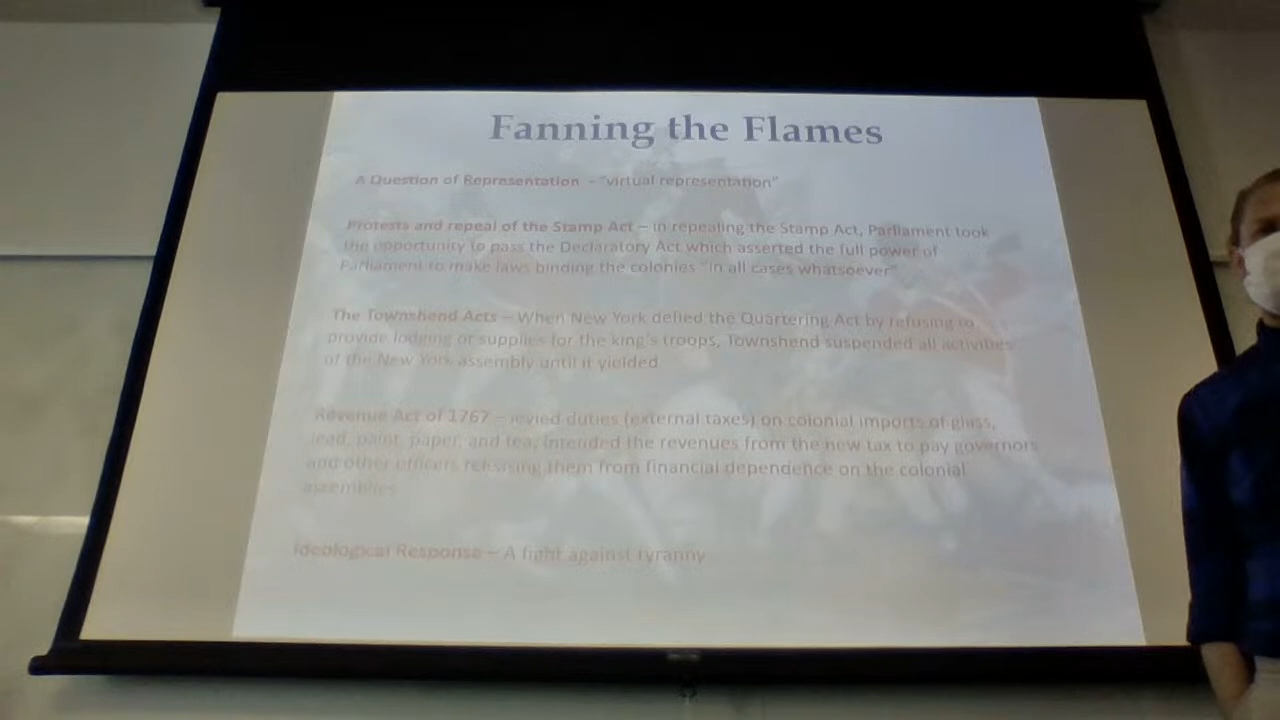 Fanning the Flames
A Question of Representation – "virtual representation"
Protests and repeal of the Stamp Act – in repealing the Stamp Act, Parliament took
the opportunity to pass the Declaratory Act which asserted the full power of
Parliament to make laws binding the colonies "in all cases whatsoever"
The Townshend Acts – When New York defied the Quartering Act by refusing to
provide lodging or supplies for the king's troops, Townshend suspended all activities
of the New York assembly until it yielded
Revenue Act of 1767 – levied duties (external taxes) on colonial imports of glass,
lead, paint, paper, and tea, intended the revenues from the new tax to pay governors
and other officers releasing them from financial dependence on the colonial
assemblies
Ideological Response – A fight against tyranny